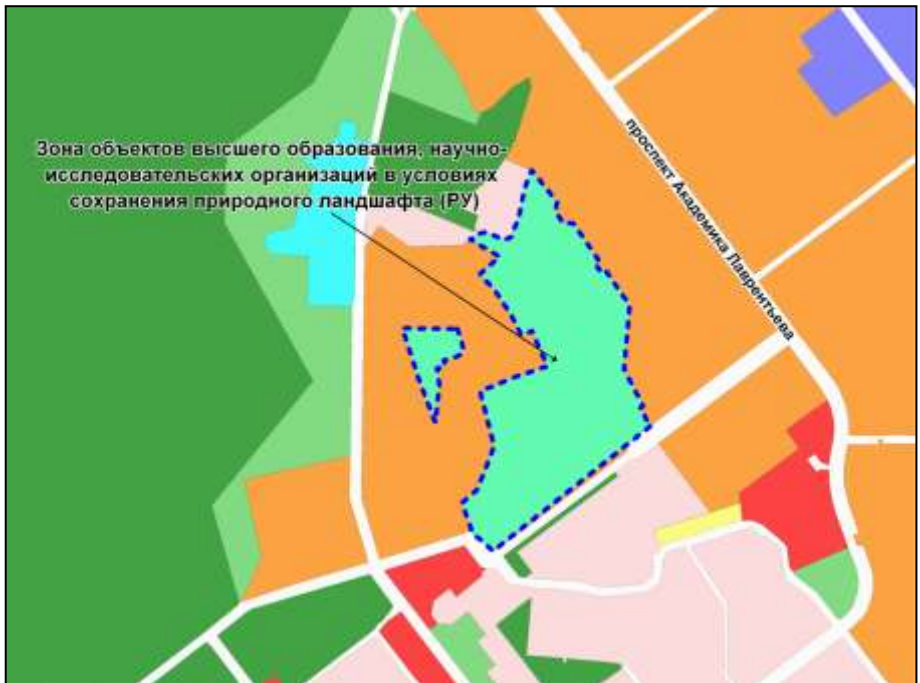 Зона объектов высшего образования, научно-
исследовательских организаций в условиях
сохранения природного ландшафта (РУ)
проспект Академика Лаврентьева